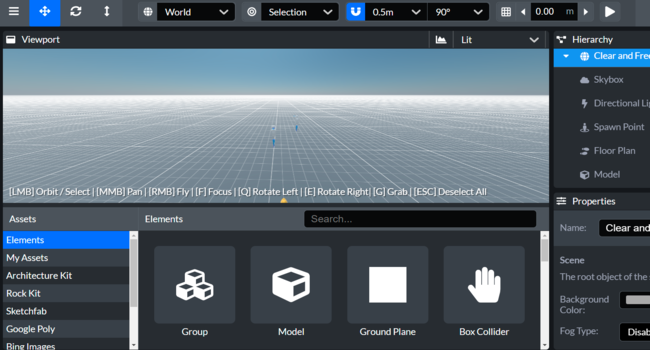 World
Selection
0.5m
90°
0.00 m
Viewport
Lit
Hierarchy
Clear and Free
Skybox
Directional Li
Spawn Point
Floor Plan
Model
[LMB] Orbit / Select | [MMB] Pan | [RMB] Fly | [F] Focus | [Q] Rotate Left | [E] Rotate Right| [G] Grab | [ESC] Deselect All
Properties
Name: Clear and
Scene
The root object of the
Background
Color:
Fog Type: Disab
Assets
Elements
My Assets
Architecture Kit
Rock Kit
Sketchfab
Google Poly
Bing Images
Elements
Search...
Group
Model
Ground Plane
Box Collider